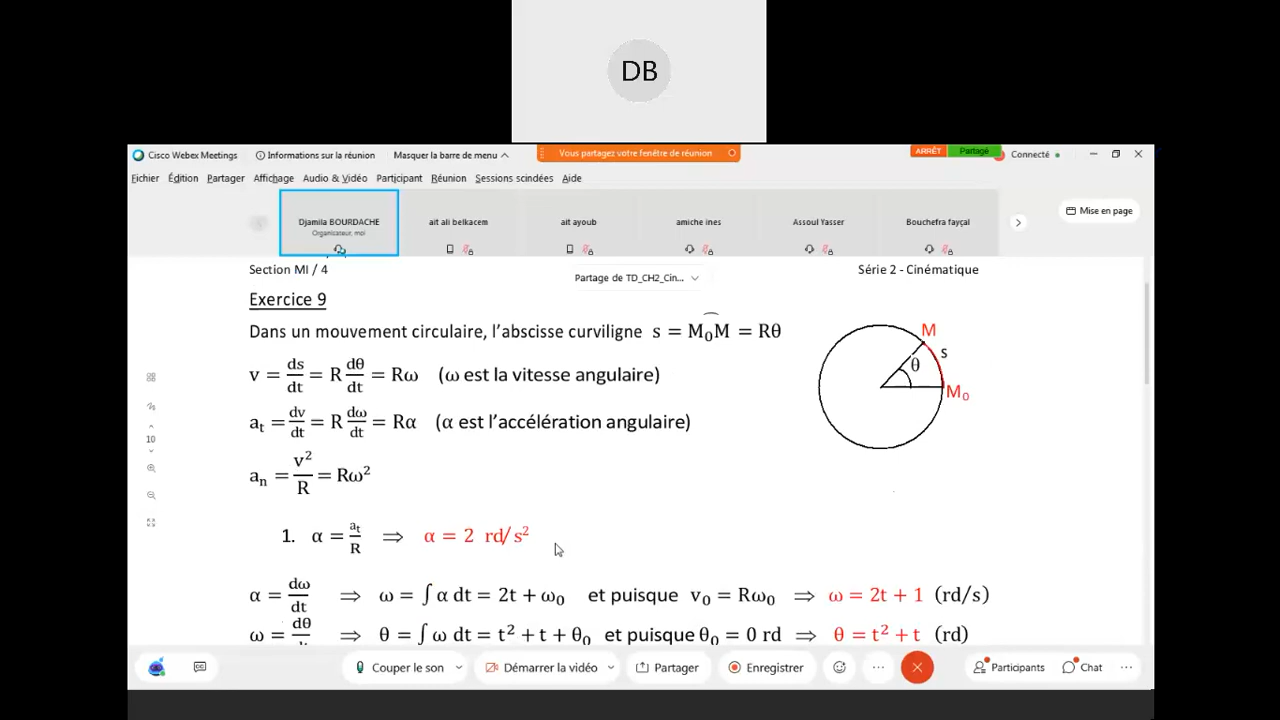 DB
Cisco Webex Meetings
Informations sur la réunion
Masquer la barre de menu
Vous partagez votre fenêtre de réunion
ARRÊT
Partagé
Connecté
Fichier Édition Partager Affichage Audio & Vidéo Participant Réunion Sessions scindées Aide
Djamila BOURDACHE
Organisateur, moi
ait ali belkacem
ait ayoub
amiche ines
Assoul Yasser
Bouchefra fayçal
Mise en page
Section MI / 4
Partage de TD_CH2_Cin...
Série 2 - Cinématique
Exercice 9
Dans un mouvement circulaire, l'abscisse curviligne s = M₀M = Rθ
v = ds/dt = R dθ/dt = Rω (ω est la vitesse angulaire)
aₜ = dv/dt = R dω/dt = Rα (α est l'accélération angulaire)
aₙ = v²/R = Rω²
M
s
θ
M₀
10
1. α = aₜ/R ⟹ α = 2 rd/s²
α = dω/dt ⟹ ω = ∫ α dt = 2t + ω₀ et puisque v₀ = Rω₀ ⟹ ω = 2t + 1 (rd/s)
ω = dθ/dt ⟹ θ = ∫ ω dt = t² + t + θ₀ et puisque θ₀ = 0 rd ⟹ θ = t² + t (rd)
Couper le son
Démarrer la vidéo
Partager
Enregistrer
Participants
Chat